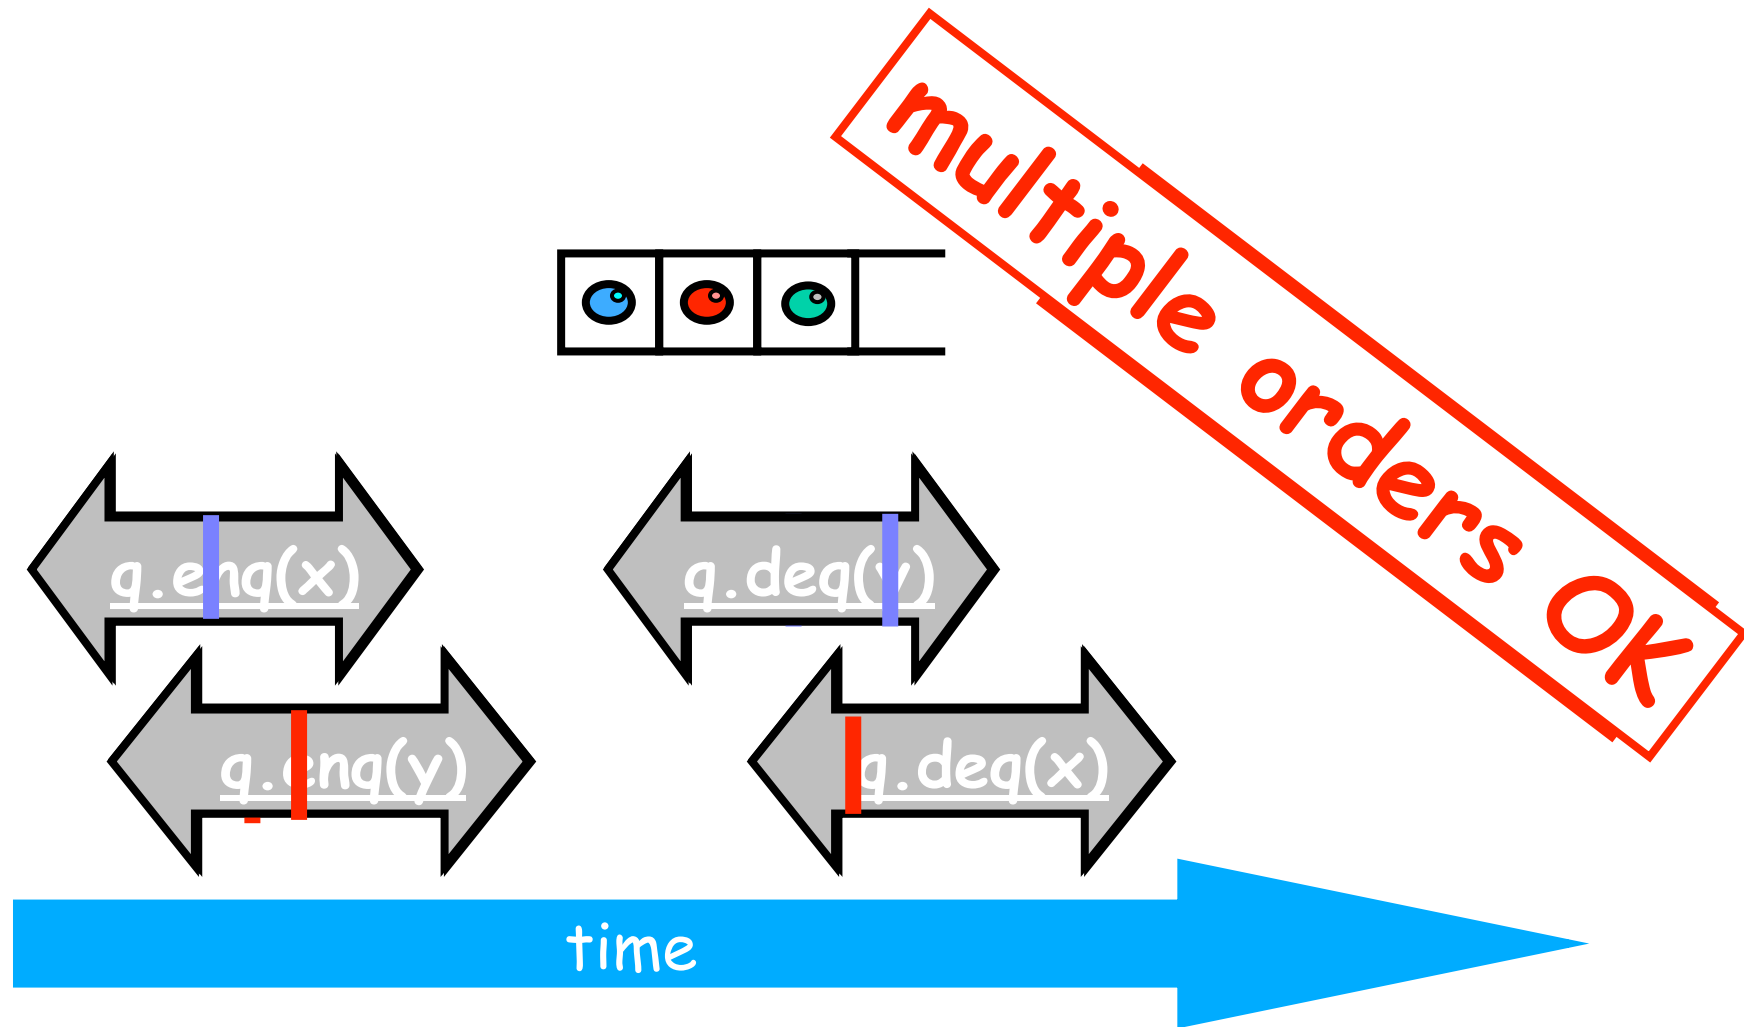 multiple orders OK
q.enq(x)
q.deq(y)
q.enq(y)
q.deq(x)
time